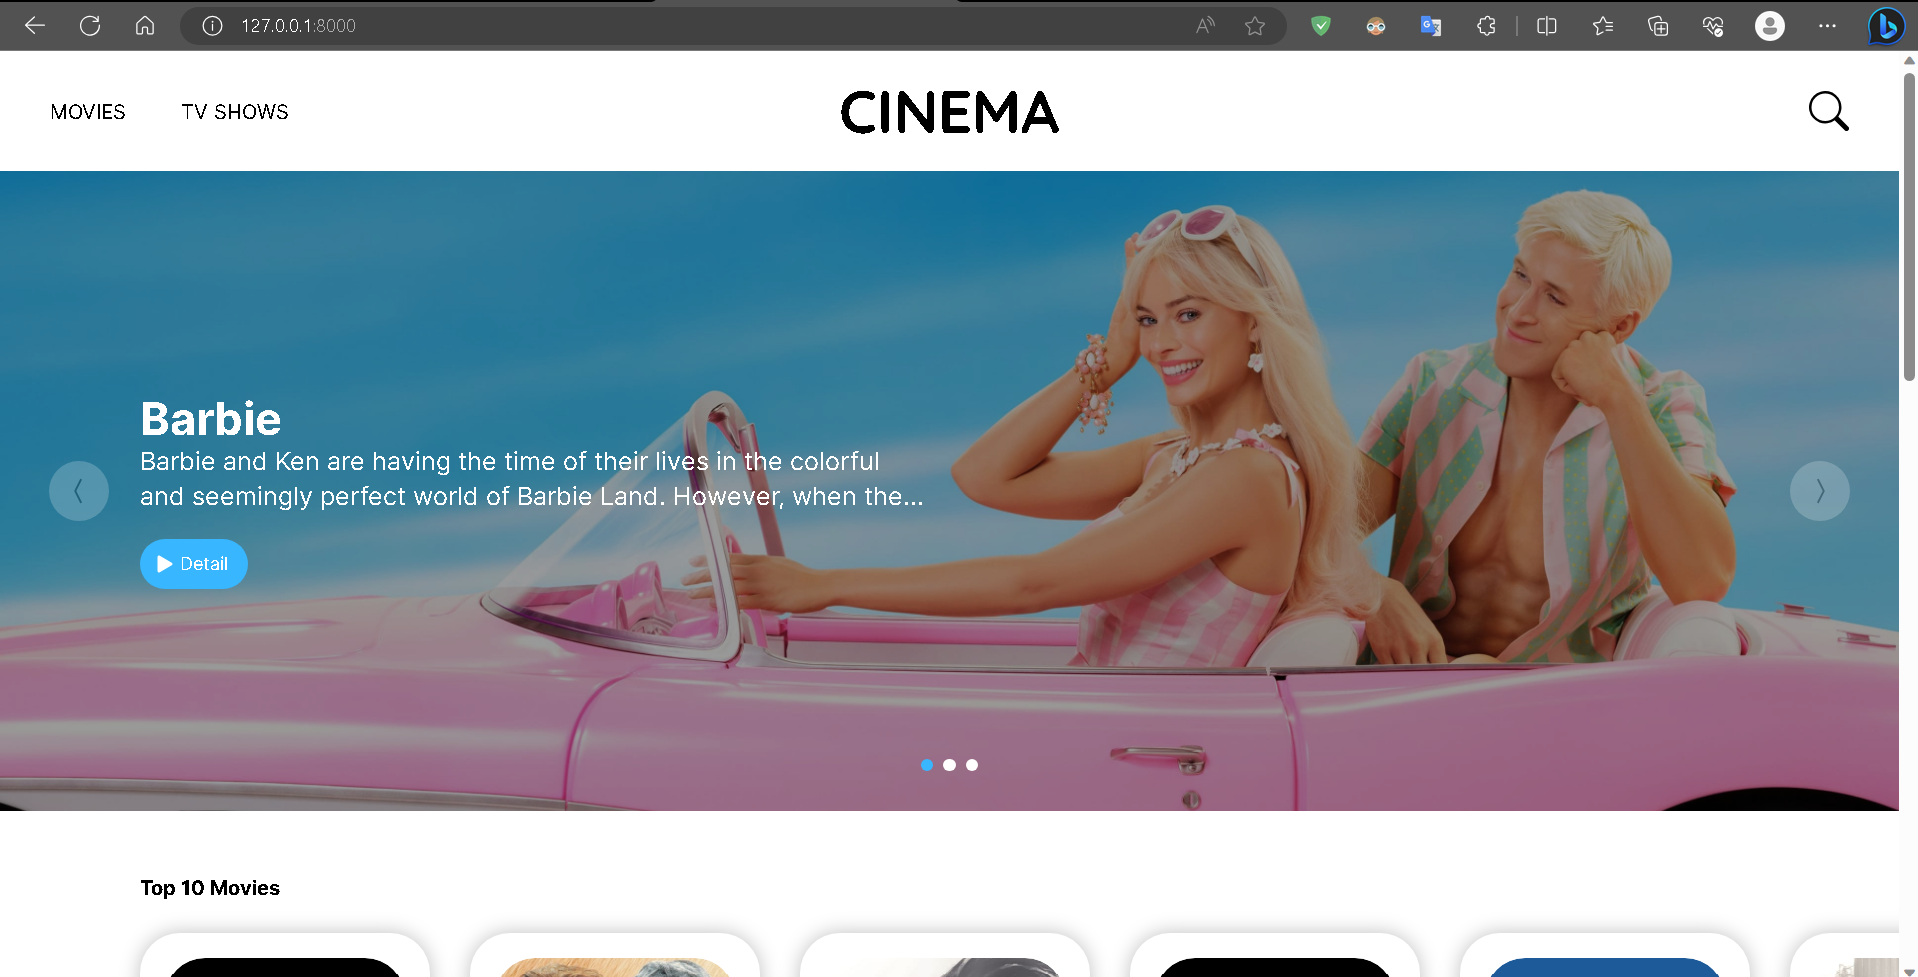 127.0.0.1:8000
MOVIES
TV SHOWS
CINEMA
Barbie
Barbie and Ken are having the time of their lives in the colorful
and seemingly perfect world of Barbie Land. However, when the...
Detail
Top 10 Movies